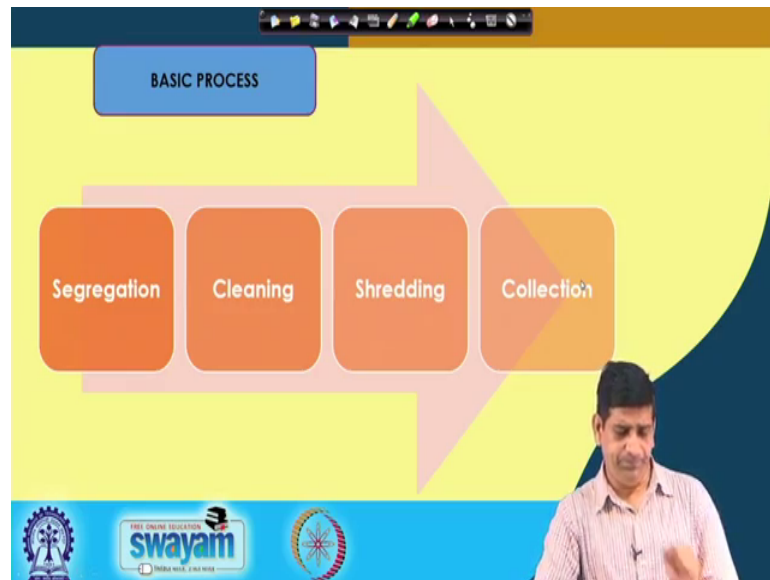 BASIC PROCESS
Segregation
Cleaning
Shredding
Collection
FREE ONLINE EDUCATION
swayam